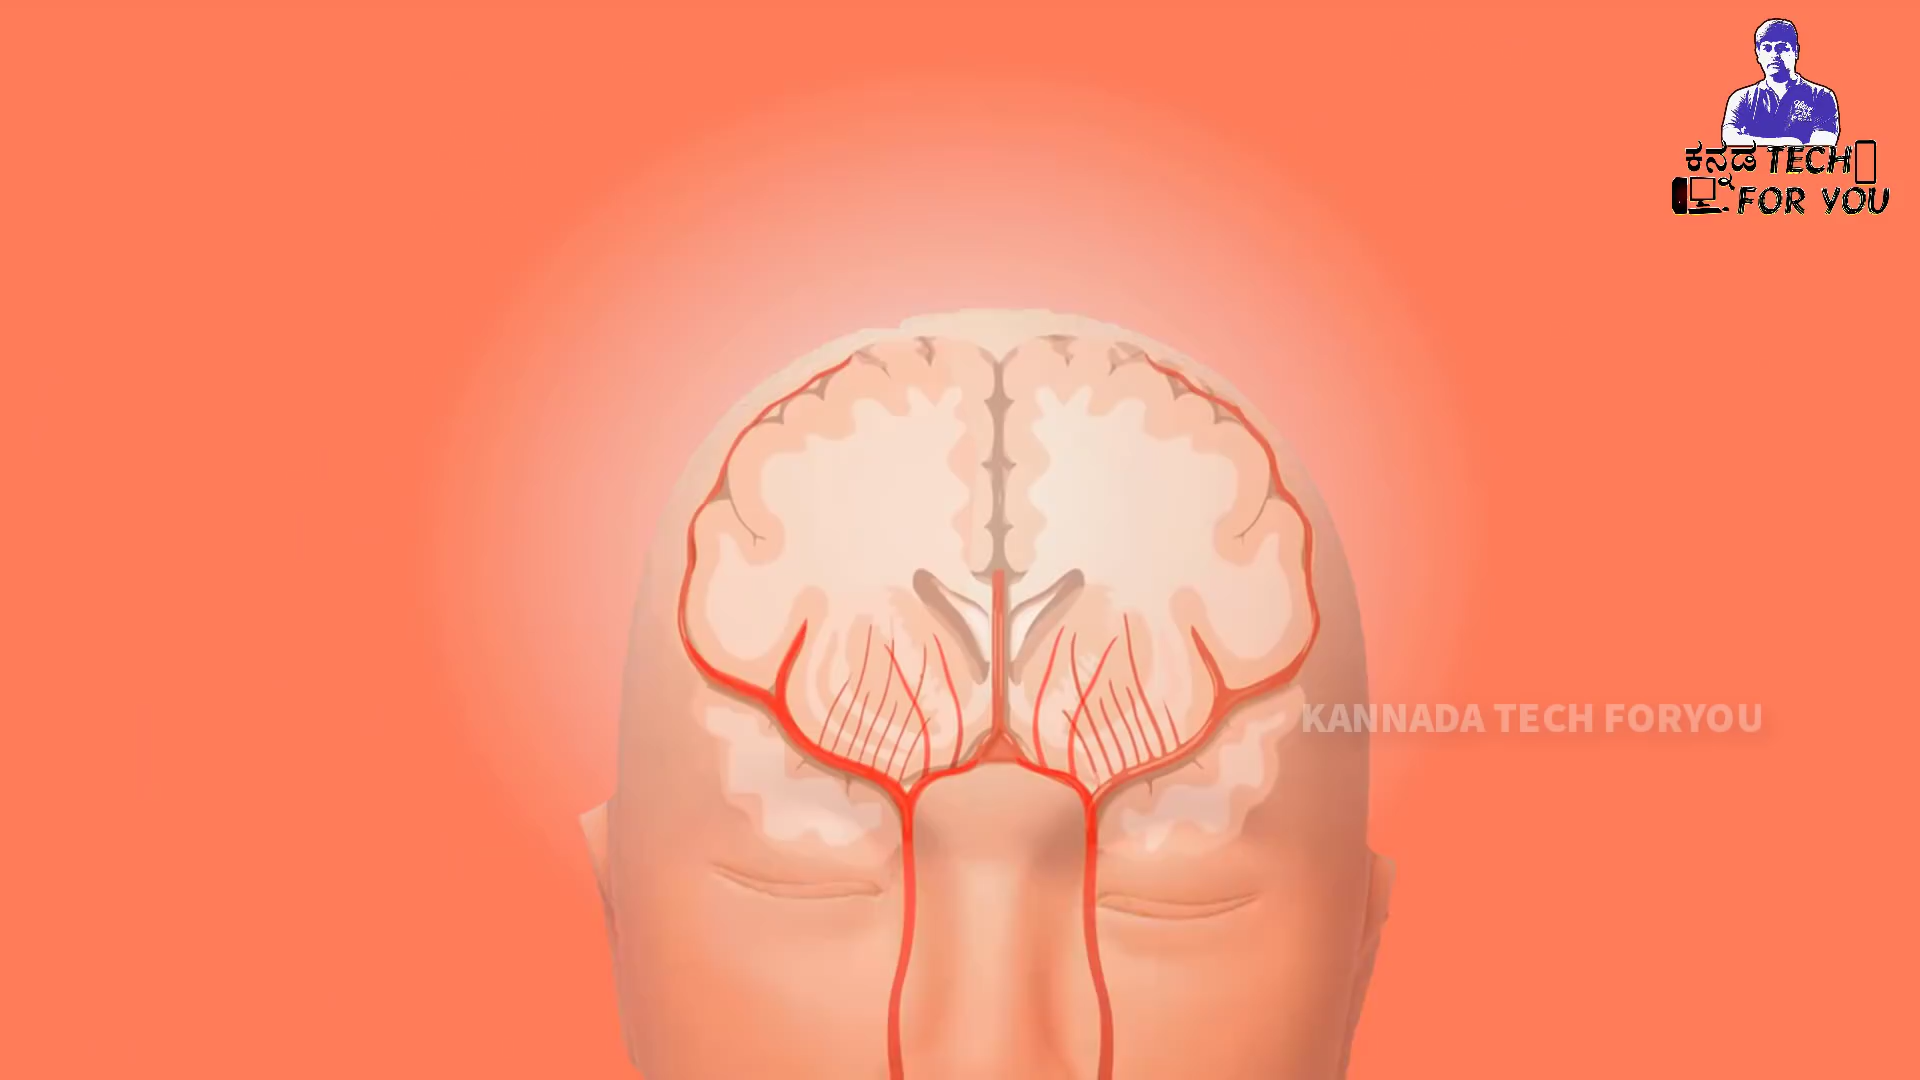 ಕನ್ನಡ TECH
FOR YOU
KANNADA TECH FORYOU